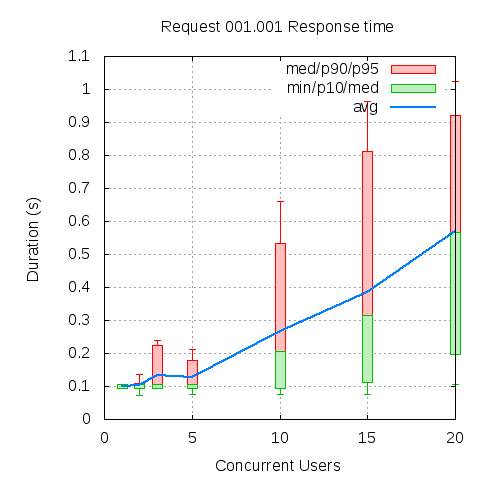 Request 001.001 Response time
1.1
1
0.9
0.8
0.7
0.6
0.5
0.4
0.3
0.2
0.1
0
Duration (s)
med/p90/p95
min/p10/med
avg
0 5 10 15 20
Concurrent Users